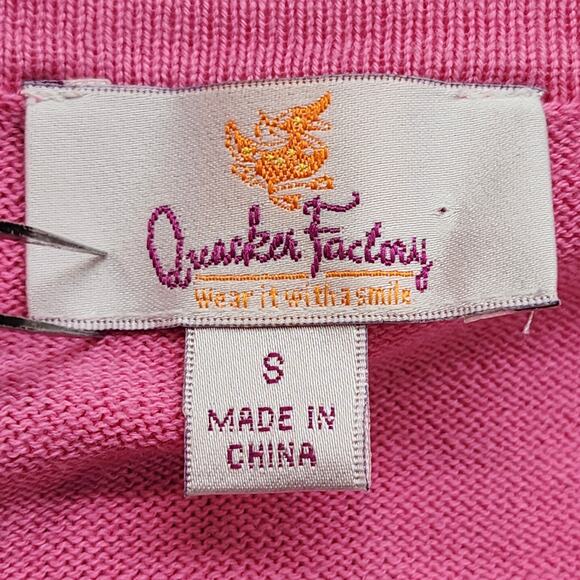 Quacker Factory
Wear it with a smile
S
MADE IN
CHINA